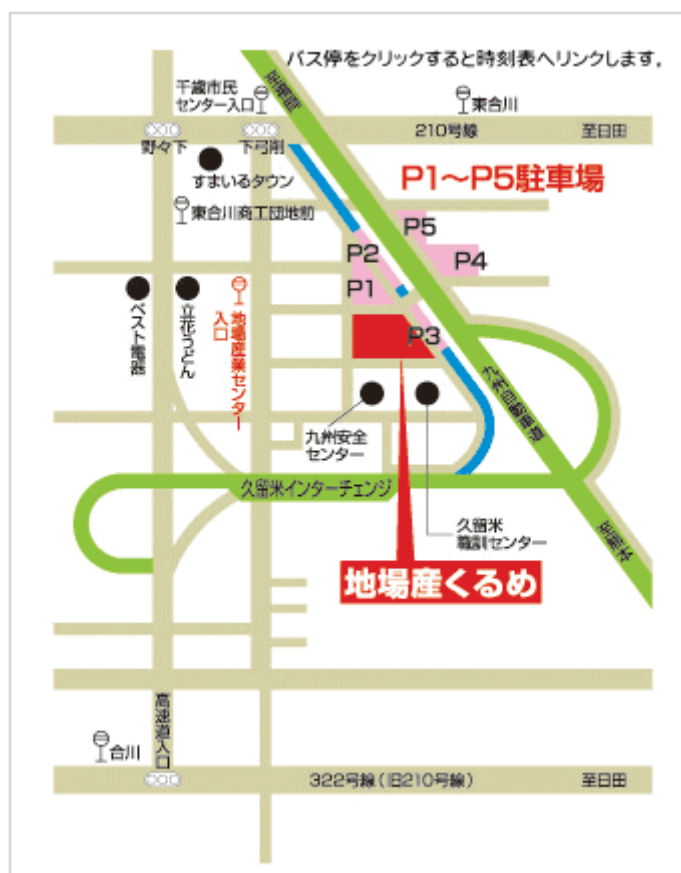 バス停をクリックすると時刻表へリンクします。
千歳市民
センター入口
東合川
210号線
至日田
野々下
下弓削
すまいるタウン
P1～P5駐車場
東合川商工団地前
P5
P2
P4
P1
P3
ベスト電器
立花うどん
地場産業センター
入口
九州自動車道
九州安全
センター
久留米インターチェンジ
久留米
職訓センター
至熊本
地場産くるめ
高速道入口
合川
322号線(旧210号線)
至日田